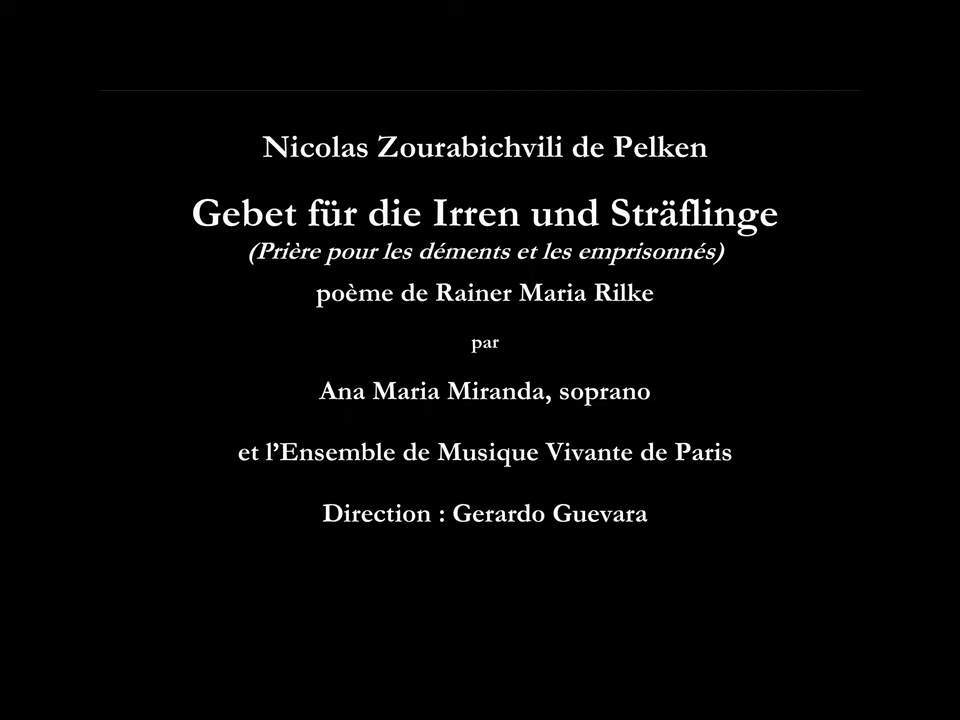 Nicolas Zourabichvili de Pelken
Gebet für die Irren und Sträflinge
(Prière pour les déments et les emprisonnés)
poème de Rainer Maria Rilke
par
Ana Maria Miranda, soprano
et l’Ensemble de Musique Vivante de Paris
Direction : Gerardo Guevara